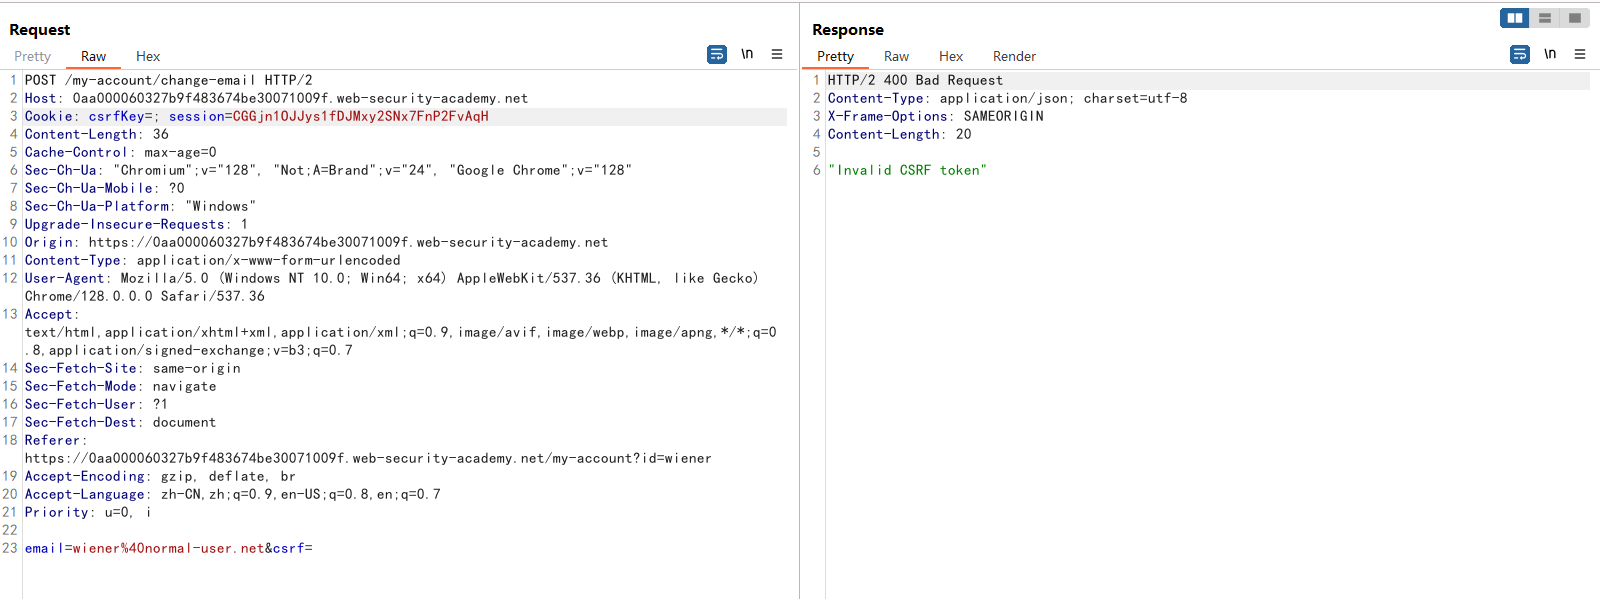 Request
Pretty Raw Hex \n
1 POST /my-account/change-email HTTP/2
2 Host: 0aa000060327b9f483674be30071009f.web-security-academy.net
3 Cookie: csrfKey=; session=CGGjn1OJJys1fDJMxy2SNx7FnP2FvAqH
4 Content-Length: 36
5 Cache-Control: max-age=0
6 Sec-Ch-Ua: "Chromium";v="128", "Not;A=Brand";v="24", "Google Chrome";v="128"
7 Sec-Ch-Ua-Mobile: ?0
8 Sec-Ch-Ua-Platform: "Windows"
9 Upgrade-Insecure-Requests: 1
10 Origin: https://0aa000060327b9f483674be30071009f.web-security-academy.net
11 Content-Type: application/x-www-form-urlencoded
12 User-Agent: Mozilla/5.0 (Windows NT 10.0; Win64; x64) AppleWebKit/537.36 (KHTML, like Gecko)
Chrome/128.0.0.0 Safari/537.36
13 Accept:
text/html,application/xhtml+xml,application/xml;q=0.9,image/avif,image/webp,image/apng,*/*;q=0
.8,application/signed-exchange;v=b3;q=0.7
14 Sec-Fetch-Site: same-origin
15 Sec-Fetch-Mode: navigate
16 Sec-Fetch-User: ?1
17 Sec-Fetch-Dest: document
18 Referer:
https://0aa000060327b9f483674be30071009f.web-security-academy.net/my-account?id=wiener
19 Accept-Encoding: gzip, deflate, br
20 Accept-Language: zh-CN,zh;q=0.9,en-US;q=0.8,en;q=0.7
21 Priority: u=0, i
22
23 email=wiener%40normal-user.net&csrf=
Response
Pretty Raw Hex Render \n
1 HTTP/2 400 Bad Request
2 Content-Type: application/json; charset=utf-8
3 X-Frame-Options: SAMEORIGIN
4 Content-Length: 20
5
6 "Invalid CSRF token"